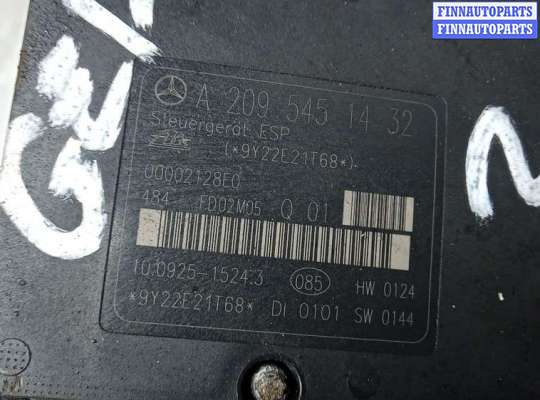 FINNAUTOPARTS
FINNAUTOPARTS
A 209 545 14 32
Steuergerät ESP
(*9Y22E21T68*)
00002128E0
484 FD02M05 Q 01
10.0925-1524.3 085 HW 0124
*9Y22E21T68* DI 0101 SW 0144